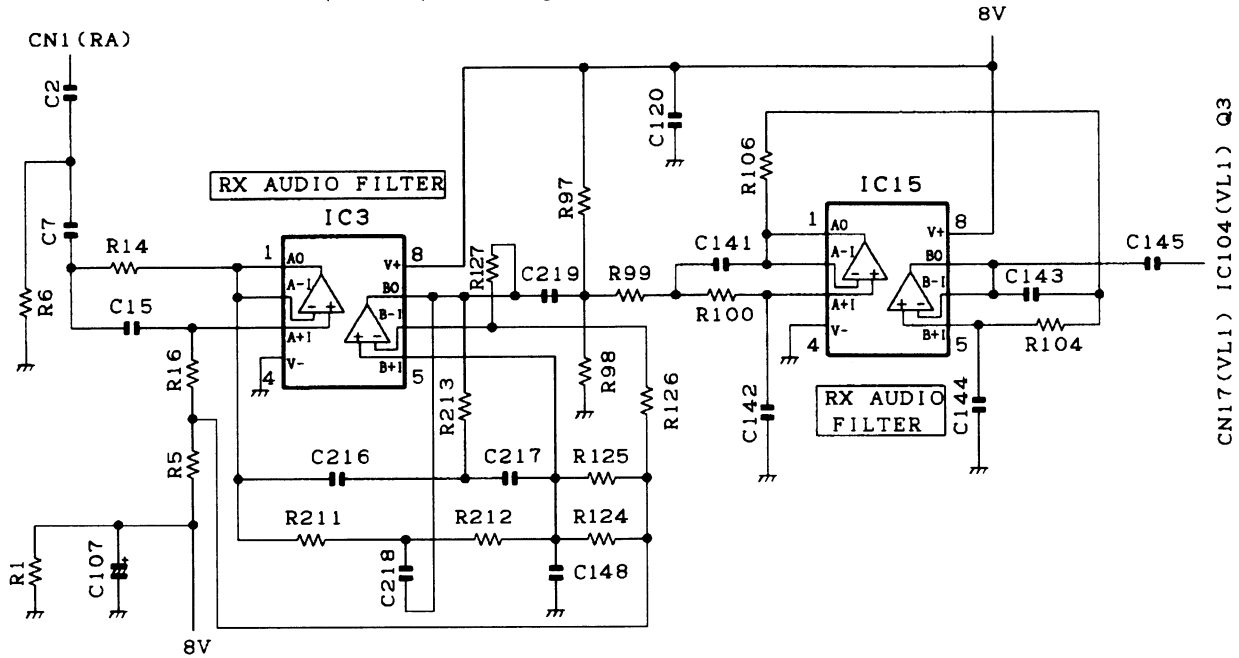 8V
CN1(RA)
C2
C120
R106
RX AUDIO FILTER
R97
IC15
IC3
C7
R14
1
A0
V+
8
A-I
B0
B-I
A+I
V-
B+I
4
5
R127
C219
R99
C141
R100
1
A0
V+
8
A-I
B0
B-I
A+I
V-
B+I
4
5
C145
C143
R104
R6
C15
R16
R213
R98
R126
C142
RX AUDIO
FILTER
C144
CN17(VL1) IC104(VL1) Q3
R5
C216
C217
R125
R211
R212
R124
R1
C107
+
C218
C148
8V